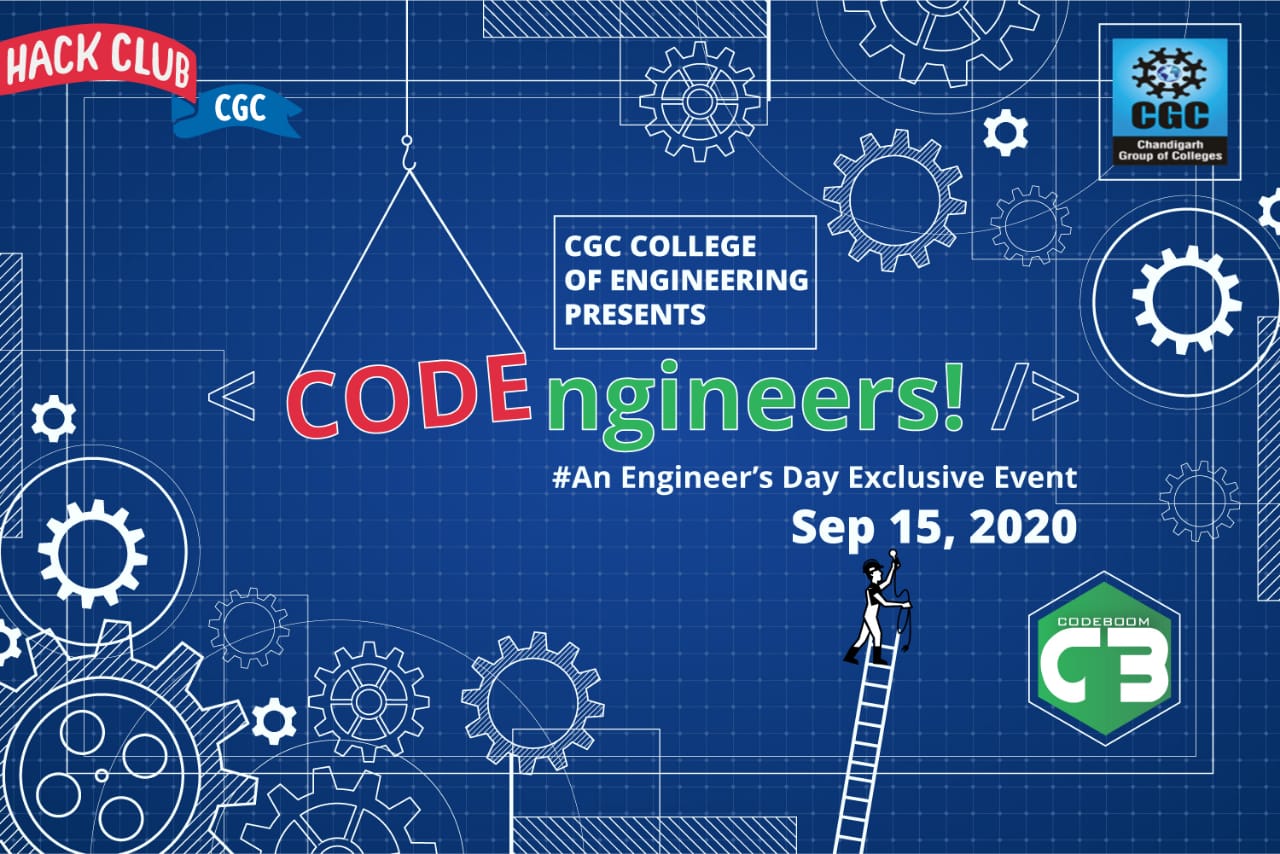 HACK CLUB
CGC
CGC
Chandigarh
Group of Colleges
CGC COLLEGE
OF ENGINEERING
PRESENTS
< CODEngineers! />
#An Engineer’s Day Exclusive Event
Sep 15, 2020
CODEBOOM
CB